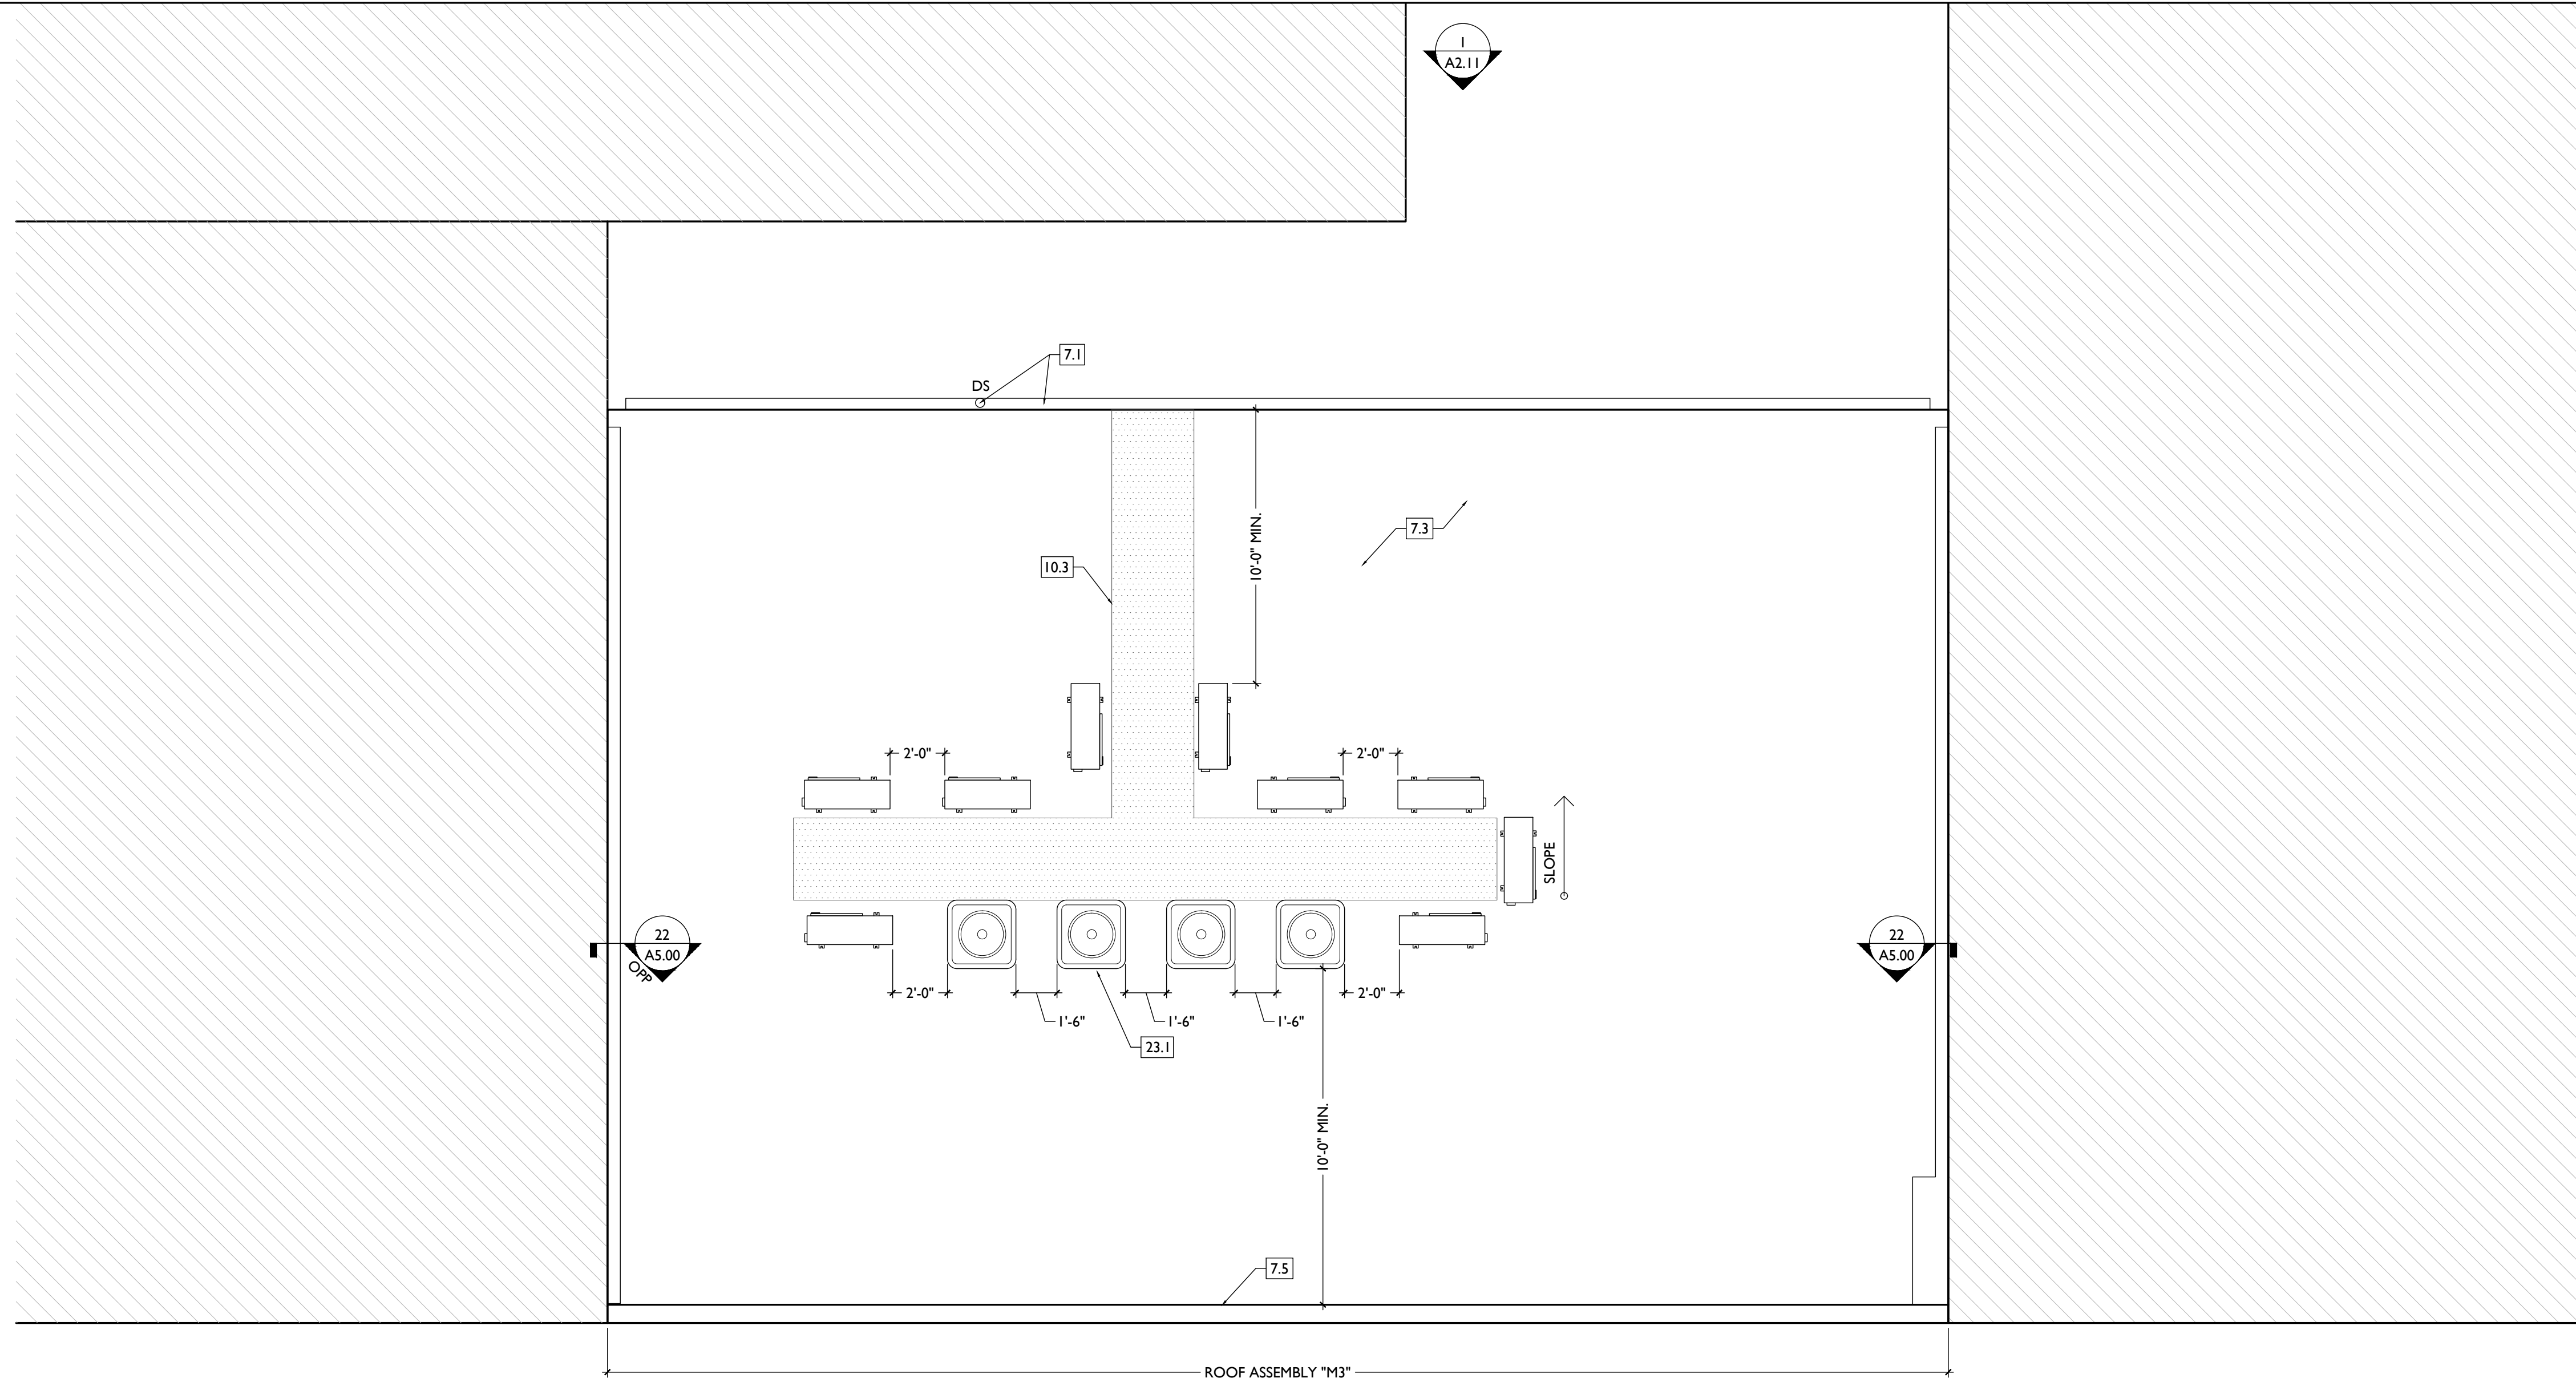 1
A2.11
7.1
DS
7.3
10'-0" MIN.
10.3
2'-0"
2'-0"
SLOPE
22
A5.00
OPP
22
A5.00
2'-0"
2'-0"
1'-6"
1'-6"
1'-6"
23.1
10'-0" MIN.
7.5
ROOF ASSEMBLY "M3"